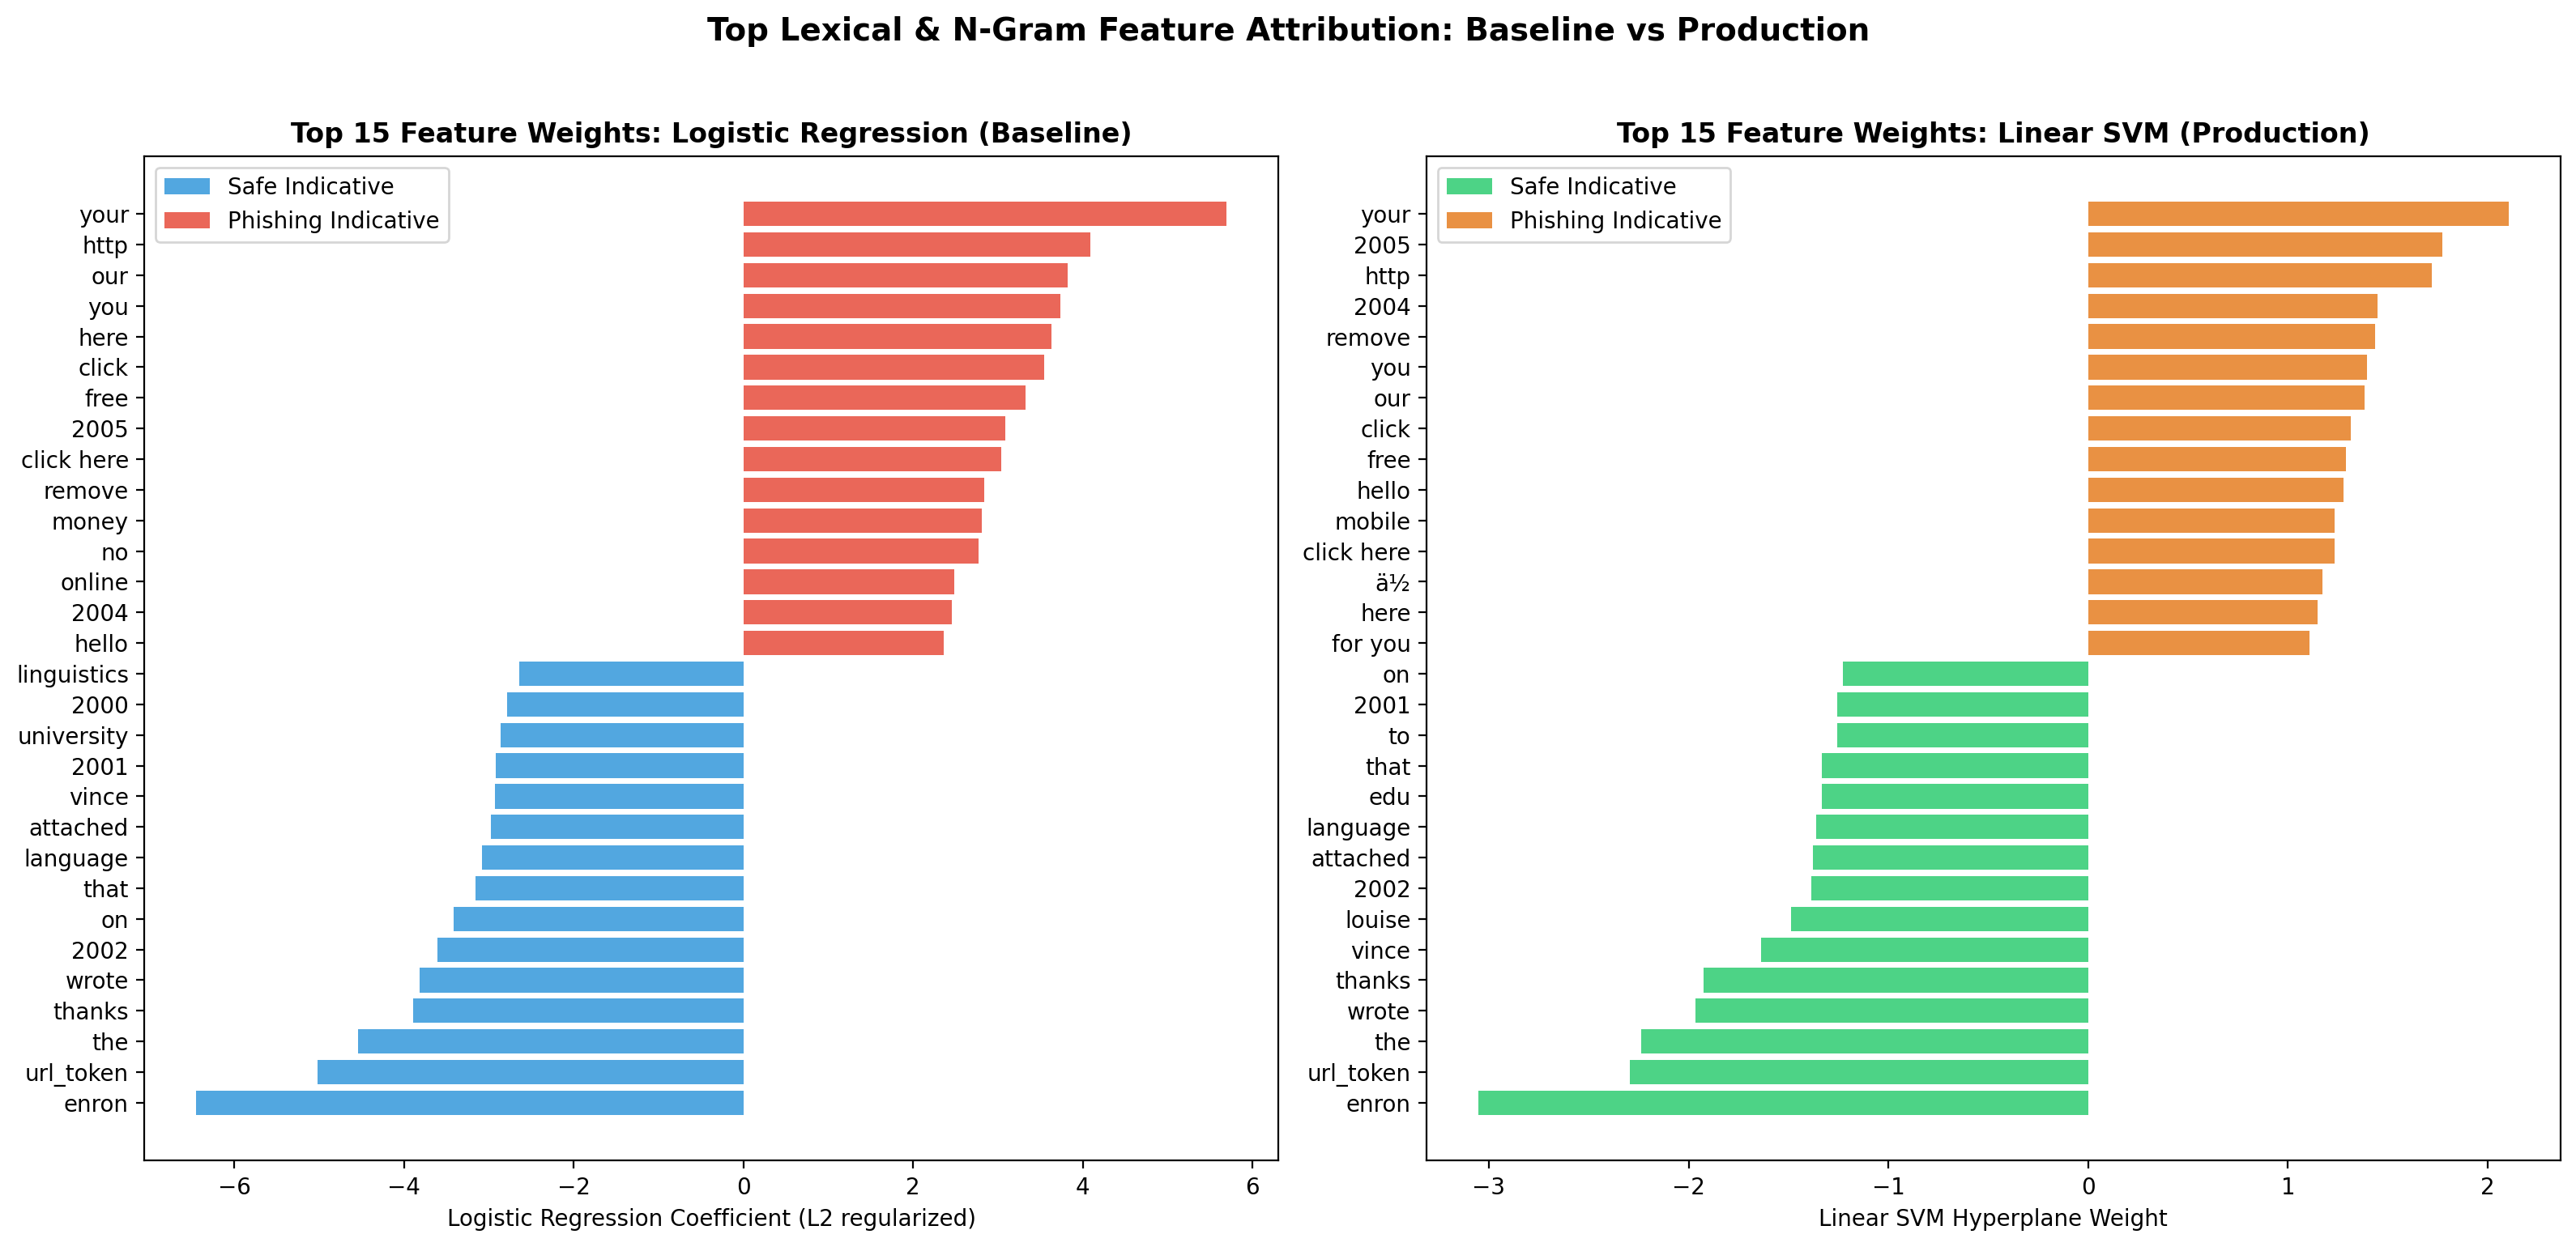 Top Lexical & N-Gram Feature Attribution: Baseline vs Production
Top 15 Feature Weights: Logistic Regression (Baseline)
Safe Indicative
Phishing Indicative
your
http
our
you
here
click
free
2005
click here
remove
money
no
online
2004
hello
linguistics
2000
university
2001
vince
attached
language
that
on
2002
wrote
thanks
the
url_token
enron
−6
−4
−2
0
2
4
6
Logistic Regression Coefficient (L2 regularized)
Top 15 Feature Weights: Linear SVM (Production)
Safe Indicative
Phishing Indicative
your
2005
http
2004
remove
you
our
click
free
hello
mobile
click here
ä½
here
for you
on
2001
to
that
edu
language
attached
2002
louise
vince
thanks
wrote
the
url_token
enron
−3
−2
−1
0
1
2
Linear SVM Hyperplane Weight